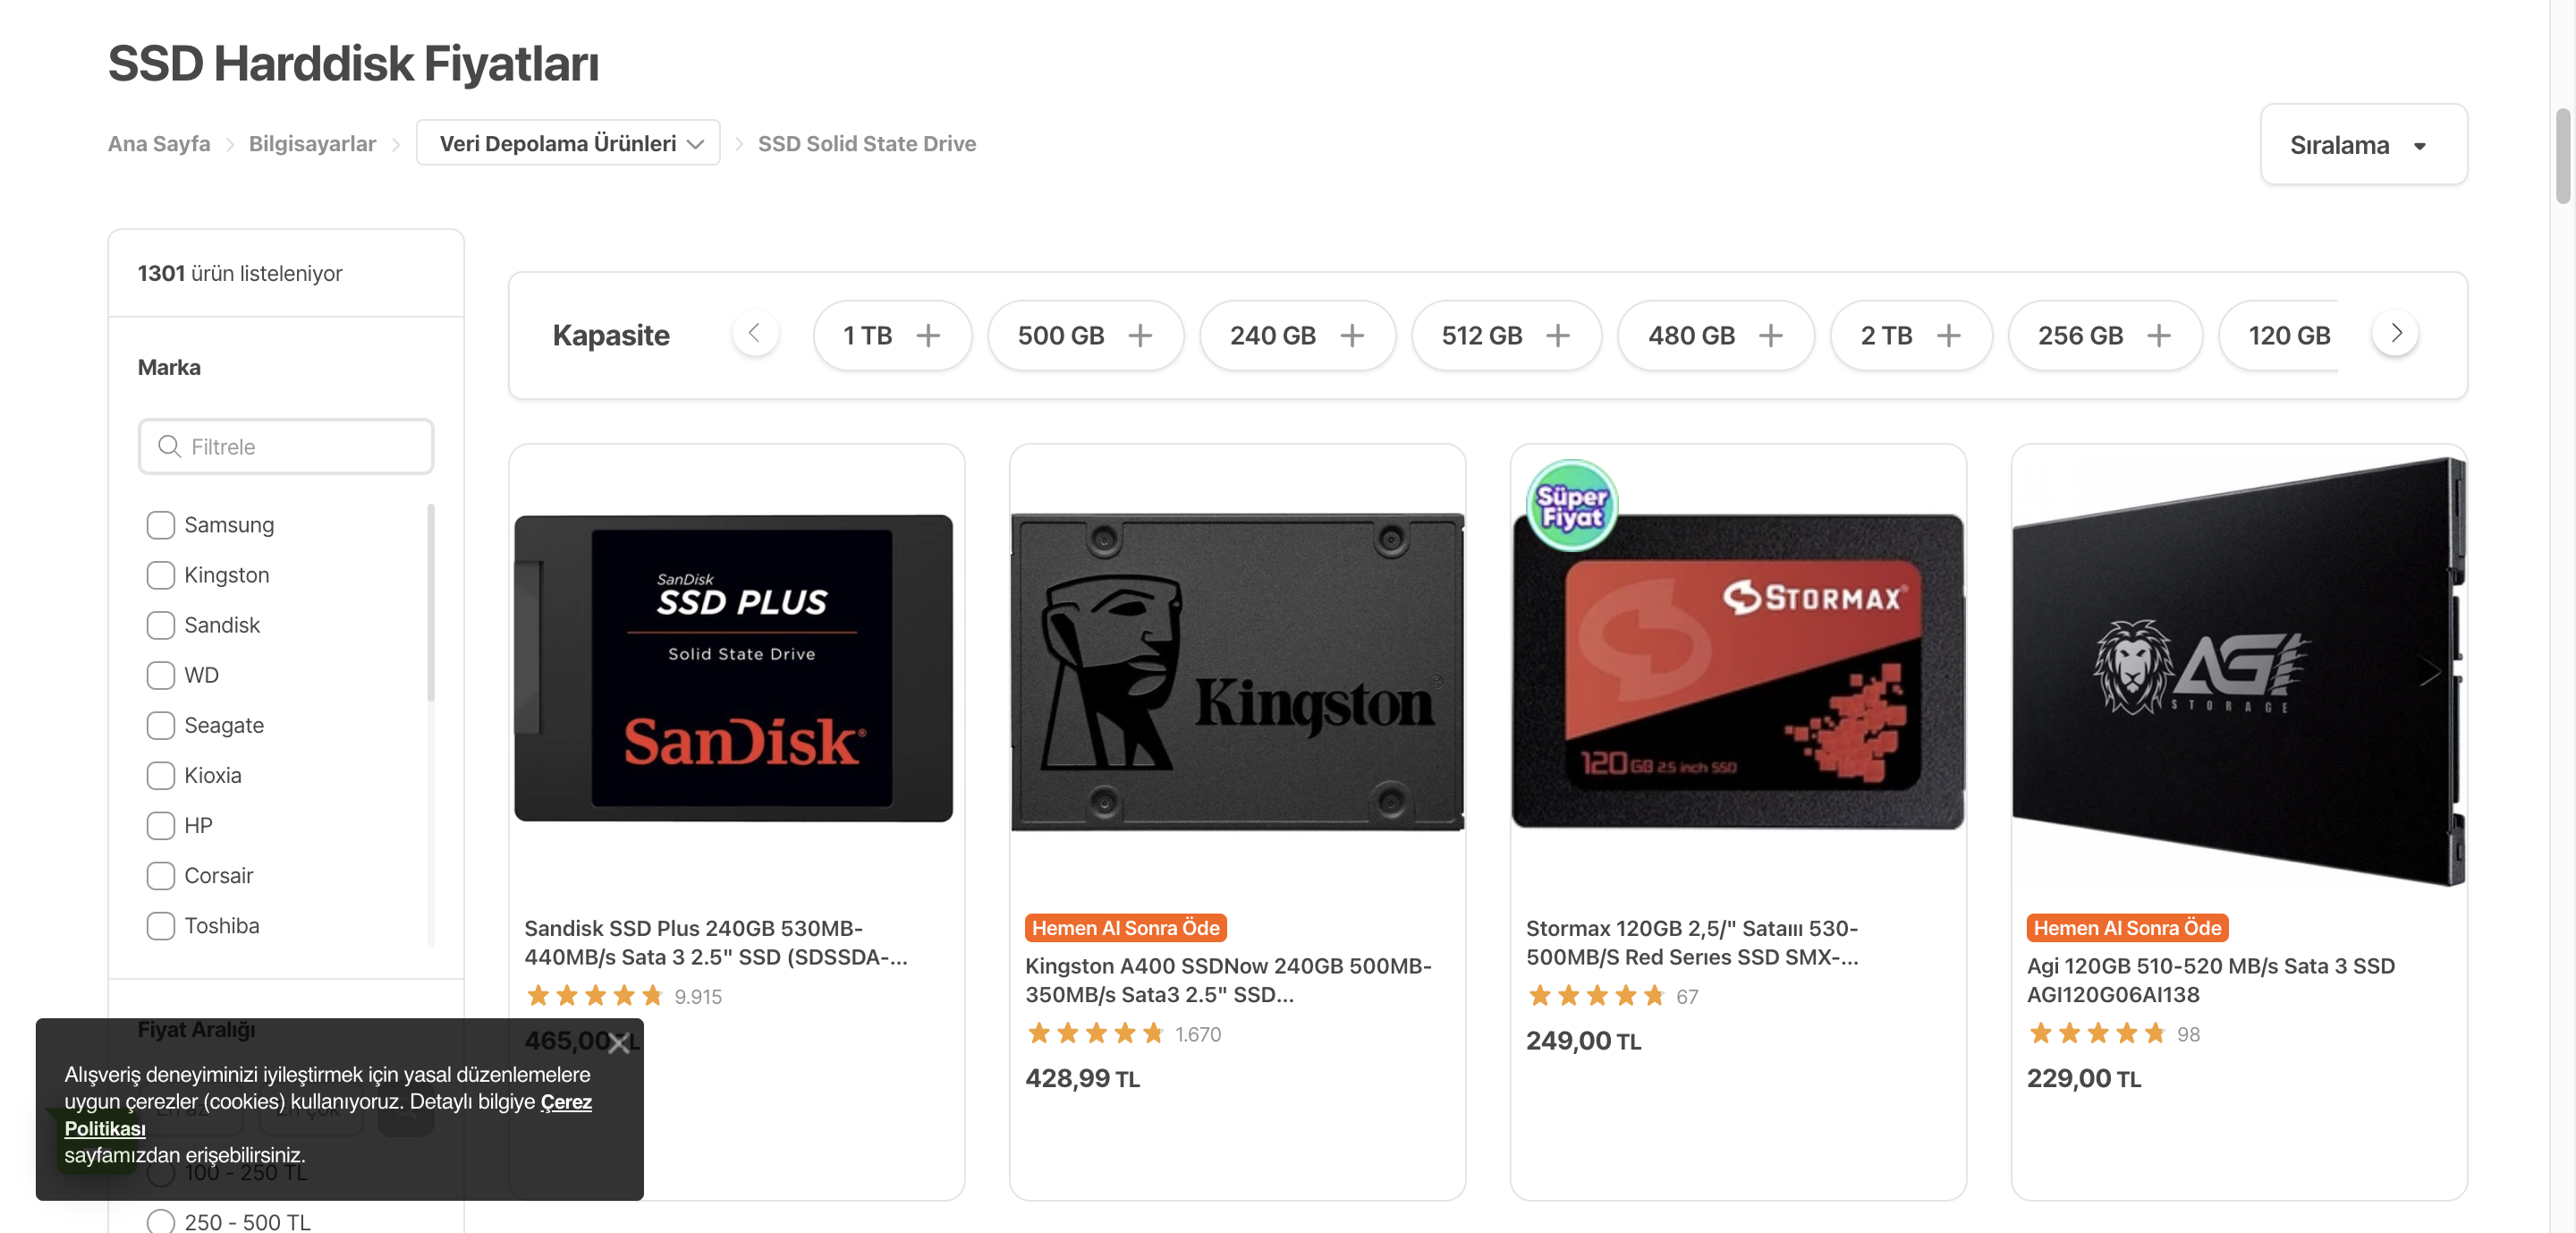 SSD Harddisk Fiyatları
Ana Sayfa
Bilgisayarlar
Veri Depolama Ürünleri
SSD Solid State Drive
Sıralama
1301 ürün listeleniyor
Marka
Filtrele
Samsung
Kingston
Sandisk
WD
Seagate
Kioxia
HP
Corsair
Toshiba
Fiyat Aralığı
100 - 250 TL
250 - 500 TL
Kapasite
1 TB
500 GB
240 GB
512 GB
480 GB
2 TB
256 GB
120 GB
SanDisk
SSD PLUS
Solid State Drive
SanDisk®
Sandisk SSD Plus 240GB 530MB-
440MB/s Sata 3 2.5" SSD (SDSSDA-...
9.915
465,00 TL
Kingston
Hemen Al Sonra Öde
Kingston A400 SSDNow 240GB 500MB-
350MB/s Sata3 2.5" SSD...
1.670
428,99 TL
Süper
Fiyat
STORMAX
120GB 2.5 inch SSD
Stormax 120GB 2,5/" Sataııı 530-
500MB/S Red Serıes SSD SMX-...
67
249,00 TL
AGI
STORAGE
Hemen Al Sonra Öde
Agi 120GB 510-520 MB/s Sata 3 SSD
AGI120G06AI138
98
229,00 TL
Alışveriş deneyiminizi iyileştirmek için yasal düzenlemelere
uygun çerezler (cookies) kullanıyoruz. Detaylı bilgiye Çerez
Politikası
sayfamızdan erişebilirsiniz.